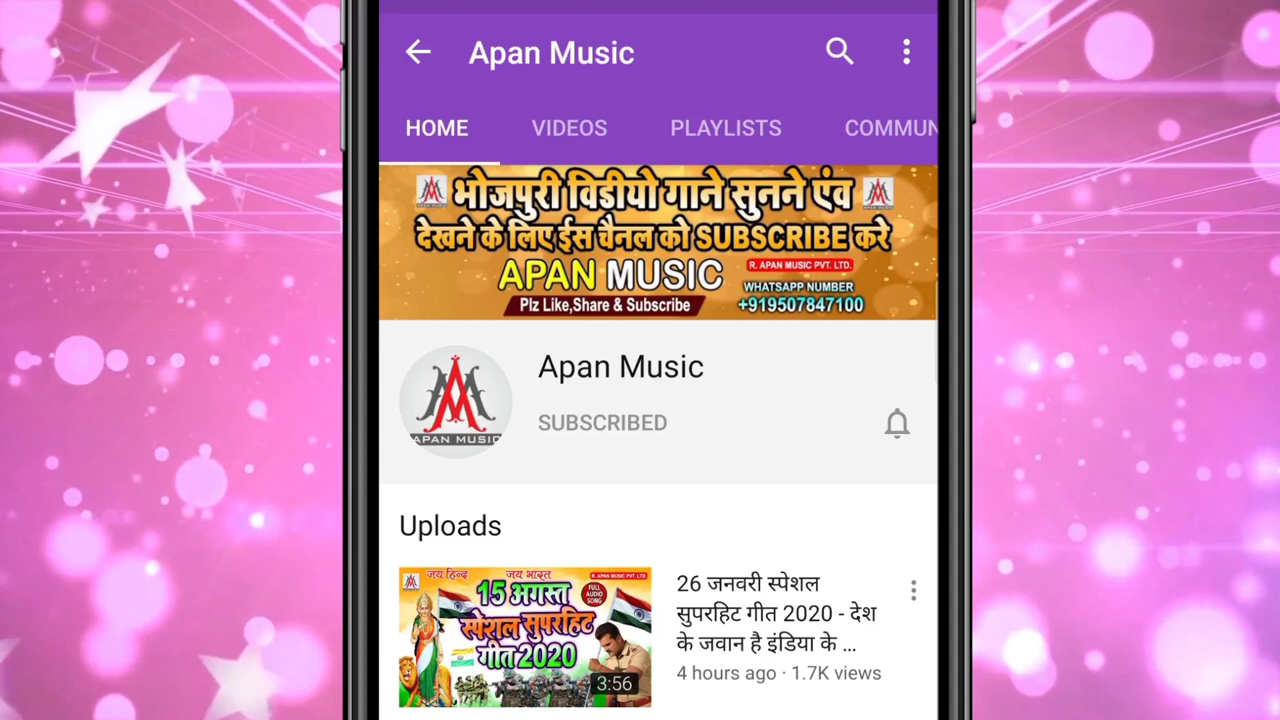 Apan Music
HOME VIDEOS PLAYLISTS COMMUN
भोजपुरी विडीयो गाने सुनने एंव
देखने के लिए ईस चैनल को SUBSCRIBE करे
APAN MUSIC
R. APAN MUSIC PVT. LTD.
WHATSAPP NUMBER
+919507847100
Plz Like,Share & Subscribe
Apan Music
SUBSCRIBED
APAN MUSIC
Uploads
जय हिन्द जय भारत
R. APAN MUSIC PVT. LTD
15 अगस्त
FULL
AUDIO
SONG
स्पेशल सुपरहिट
गीत 2020
3:56
26 जनवरी स्पेशल
सुपरहिट गीत 2020 - देश
के जवान है इंडिया के ...
4 hours ago · 1.7K views